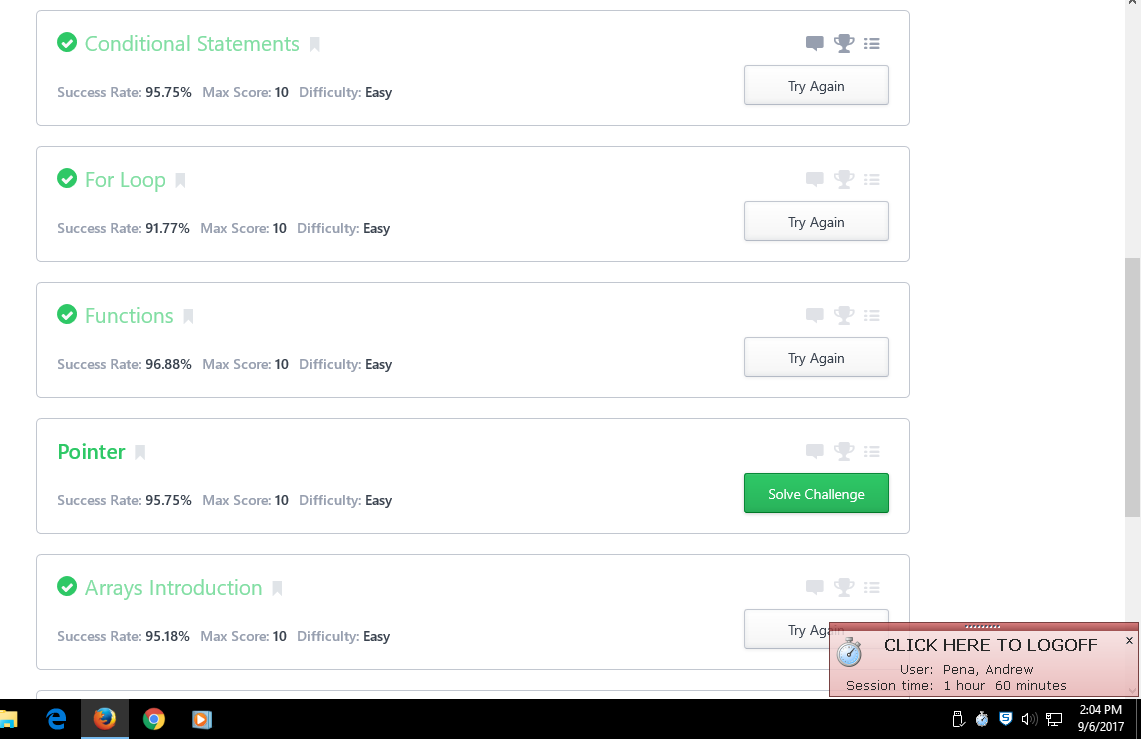 Conditional Statements
Success Rate: 95.75% Max Score: 10 Difficulty: Easy
Try Again
For Loop
Success Rate: 91.77% Max Score: 10 Difficulty: Easy
Try Again
Functions
Success Rate: 96.88% Max Score: 10 Difficulty: Easy
Try Again
Pointer
Success Rate: 95.75% Max Score: 10 Difficulty: Easy
Solve Challenge
Arrays Introduction
Success Rate: 95.18% Max Score: 10 Difficulty: Easy
Try Again
CLICK HERE TO LOGOFF
User: Pena, Andrew
Session time: 1 hour 60 minutes
2:04 PM
9/6/2017